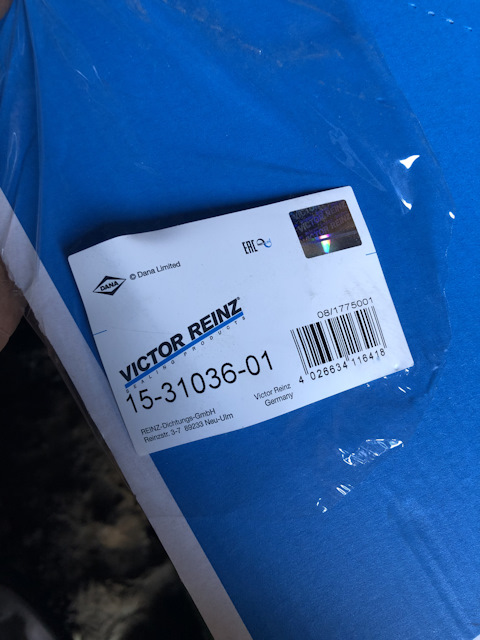 DANA
© Dana Limited
EAC
VICTOR REINZ®
SEALING PRODUCTS
15-31036-01
REINZ-Dichtungs-GmbH
Reinzstr. 3-7 89233 Neu-Ulm
Victor Reinz
Germany
08/1775001
4 026634 116418